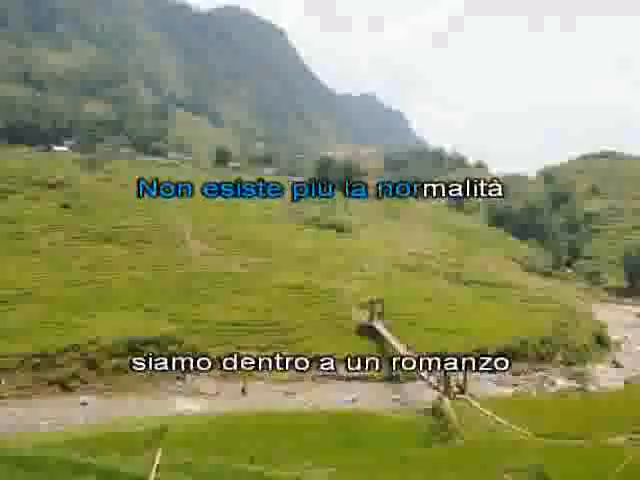 Non esiste più la normalità
siamo dentro a un romanzo